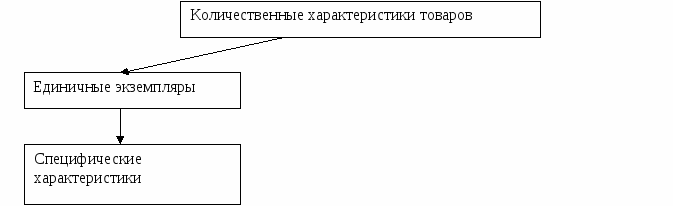 Количественные характеристики товаров
Единичные экземпляры
Специфические
характеристики